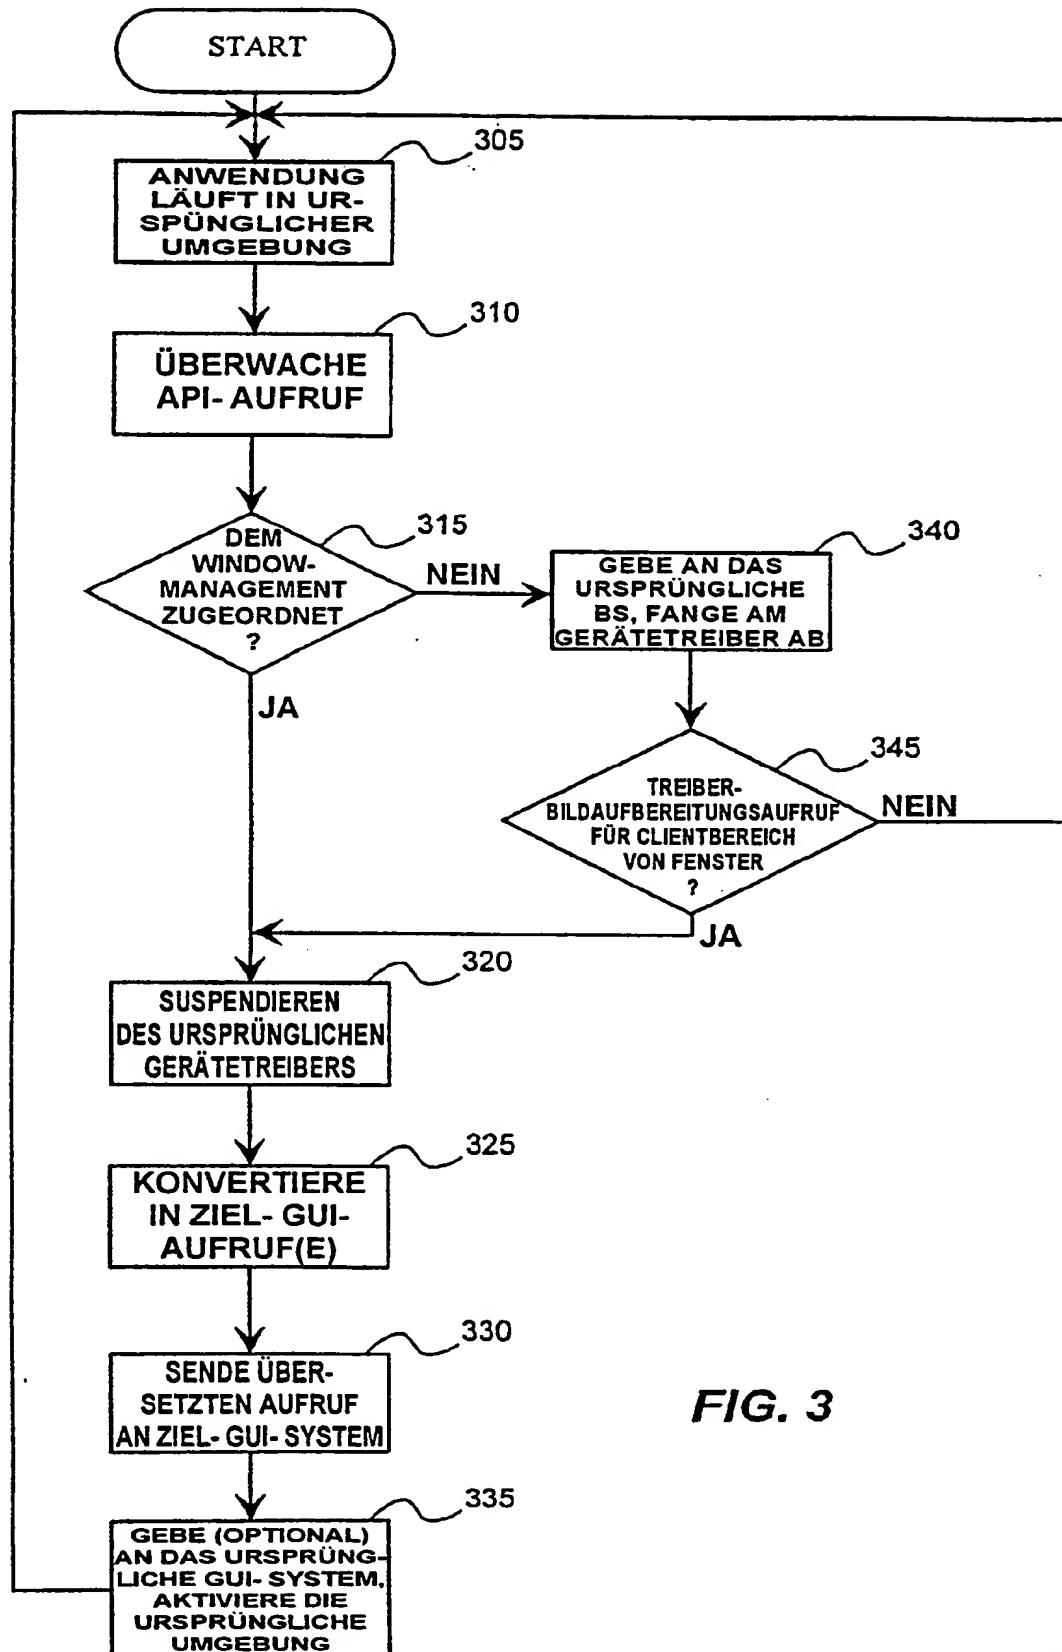 START
305
ANWENDUNG
LÄUFT IN UR-
SPÜNGLICHER
UMGEBUNG
310
ÜBERWACHE
API- AUFRUF
315
DEM
WINDOW-
MANAGEMENT
ZUGEORDNET
?
NEIN
JA
340
GEBE AN DAS
URSPRÜNGLICHE
BS, FANGE AM
GERÄTETREIBER AB
345
TREIBER-
BILDAUFBEREITUNGSAUFRUF
FÜR CLIENTBEREICH
VON FENSTER
?
NEIN
JA
320
SUSPENDIEREN
DES URSPRÜNGLICHEN
GERÄTETREIBERS
325
KONVERTIERE
IN ZIEL- GUI-
AUFRUF(E)
330
SENDE ÜBER-
SETZTEN AUFRUF
AN ZIEL- GUI- SYSTEM
335
GEBE (OPTIONAL)
AN DAS URSPRÜNG-
LICHE GUI- SYSTEM,
AKTIVIERE DIE
URSPRÜNGLICHE
UMGEBUNG
FIG. 3